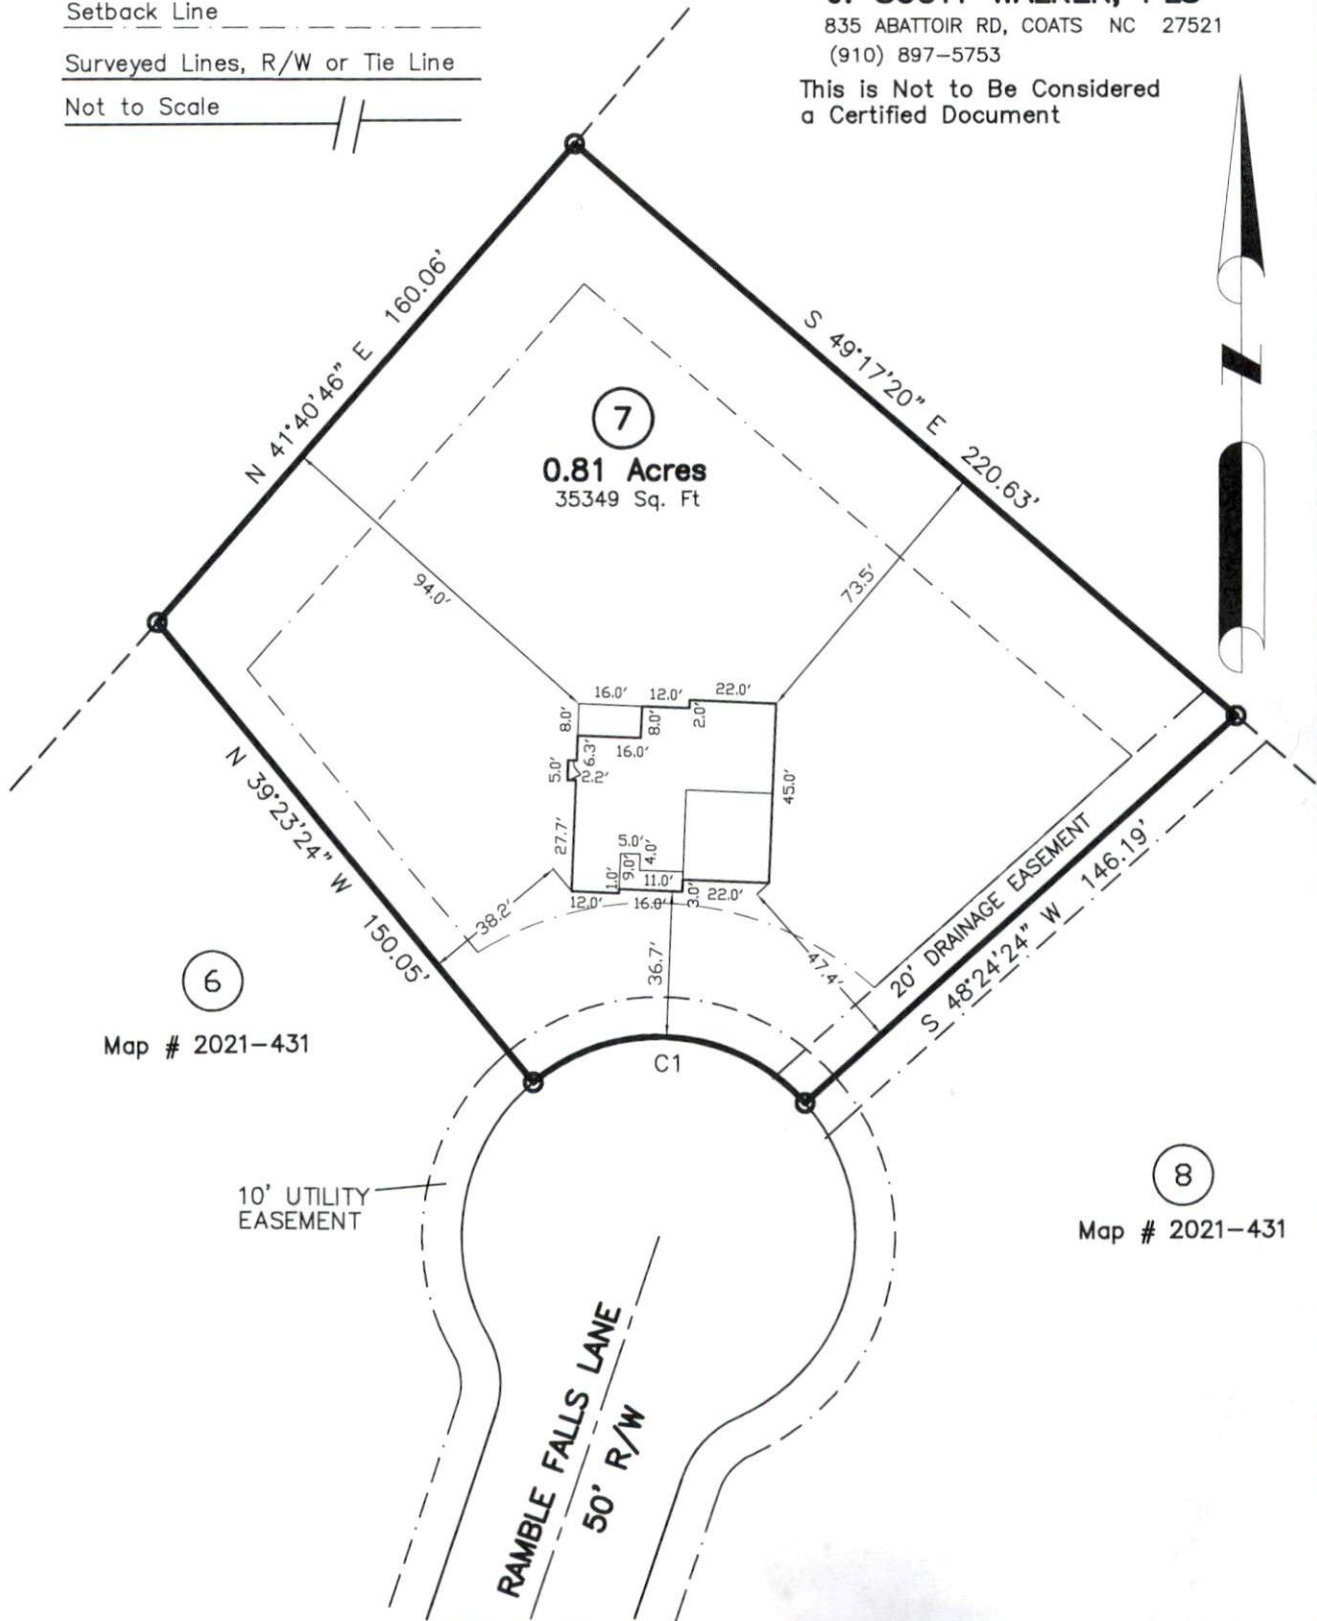 Setback Line
Surveyed Lines, R/W or Tie Line
Not to Scale
835 ABATTOIR RD, COATS NC 27521
(910) 897-5753
This is Not to Be Considered
a Certified Document
N
N 41°40'46" E 160.06'
S 49°17'20" E 220.63'
7
0.81 Acres
35349 Sq. Ft
94.0'
73.5'
16.0'
12.0'
22.0'
8.0'
8.0'
2.0'
16.0'
6.3'
5.0'
2.2'
45.0'
27.7'
5.0'
4.0'
9.0'
1.0'
11.0'
12.0'
16.0'
3.0'
22.0'
38.2'
36.7'
47.4'
N 39°23'24" W 150.05'
20' DRAINAGE EASEMENT
S 48°24'24" W 146.19'
6
Map # 2021-431
C1
10' UTILITY
EASEMENT
8
Map # 2021-431
RAMBLE FALLS LANE
50' R/W